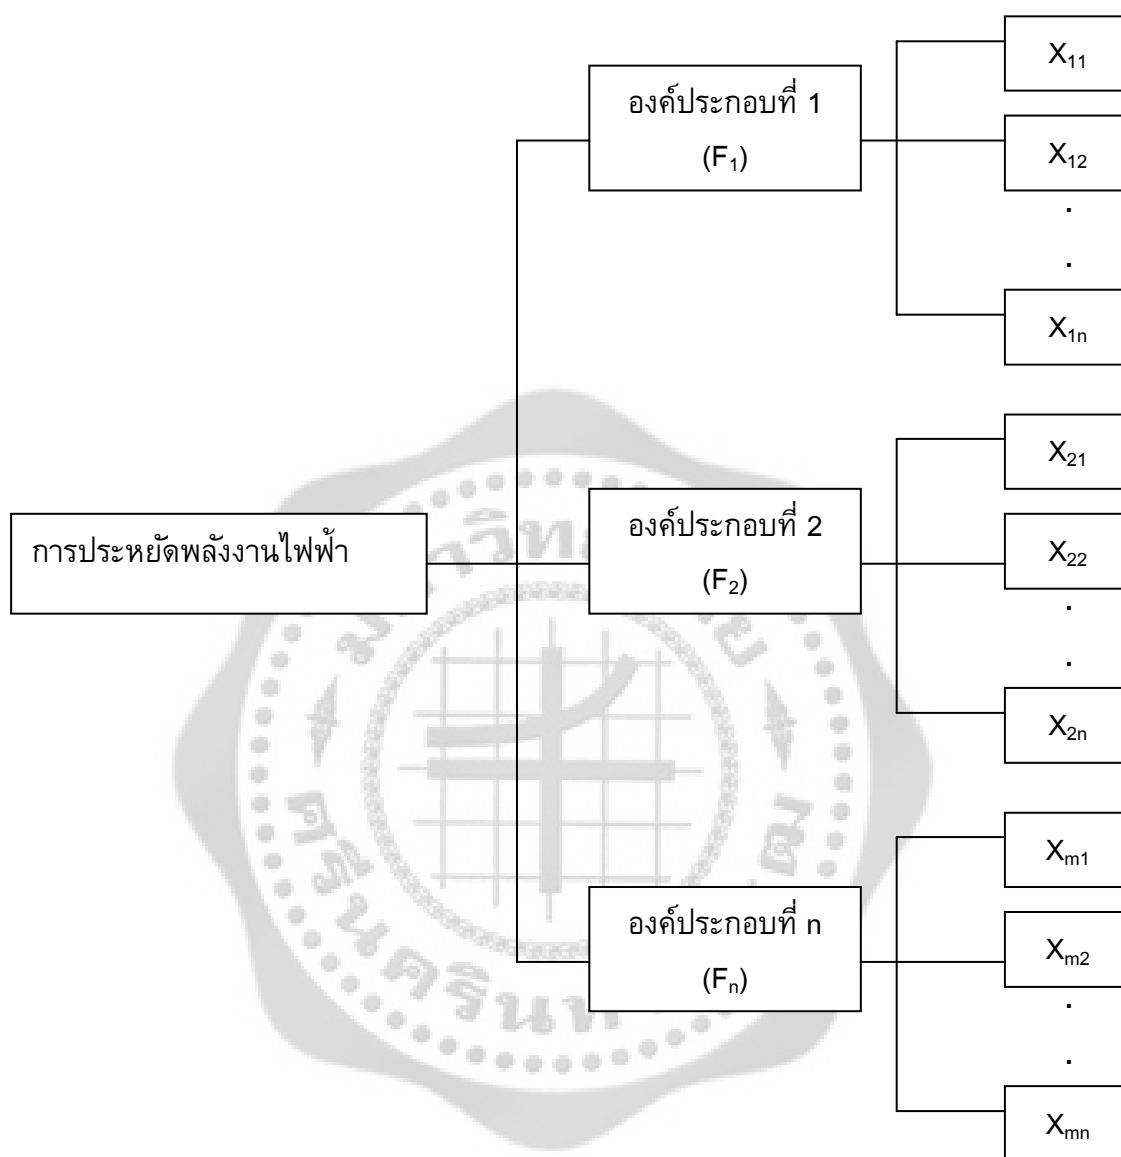 การประหยัดพลังงานไฟฟ้า
องค์ประกอบที่ 1
(F₁)
X₁₁
X₁₂
.
.
X₁ₙ
องค์ประกอบที่ 2
(F₂)
X₂₁
X₂₂
.
.
X₂ₙ
องค์ประกอบที่ n
(Fₙ)
Xₘ₁
Xₘ₂
.
.
Xₘₙ